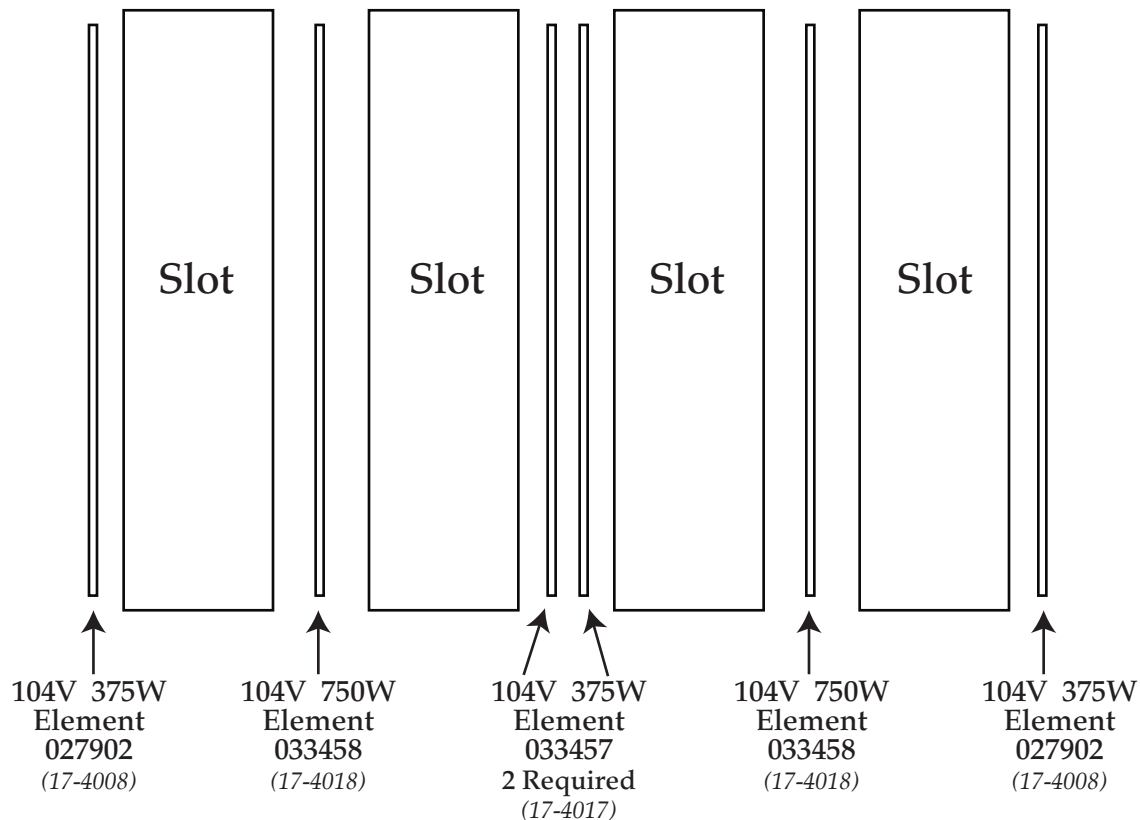 Slot
Slot
Slot
Slot
104V 375W
Element
027902
(17-4008)
104V 750W
Element
033458
(17-4018)
104V 375W
Element
033457
2 Required
(17-4017)
104V 750W
Element
033458
(17-4018)
104V 375W
Element
027902
(17-4008)